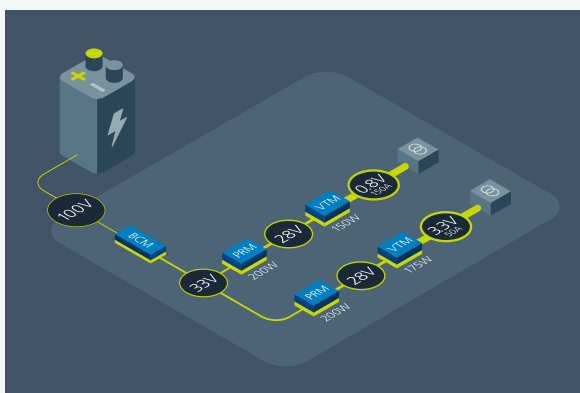 100V
BCM
33V
PRM
200W
28V
VTM
150W
0.8V
150A
PRM
200W
28V
VTM
175W
3.3V
50A